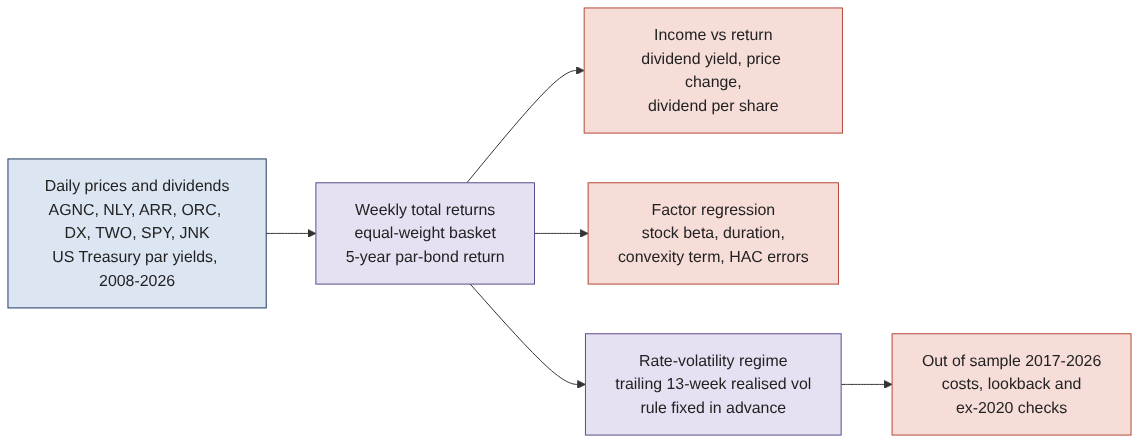 Daily prices and dividends
AGNC, NLY, ARR, ORC,
DX, TWO, SPY, JNK
US Treasury par yields,
2008-2026
Weekly total returns
equal-weight basket
5-year par-bond return
Income vs return
dividend yield, price
change,
dividend per share
Factor regression
stock beta, duration,
convexity term, HAC errors
Rate-volatility regime
trailing 13-week realised vol
rule fixed in advance
Out of sample 2017-2026
costs, lookback and
ex-2020 checks